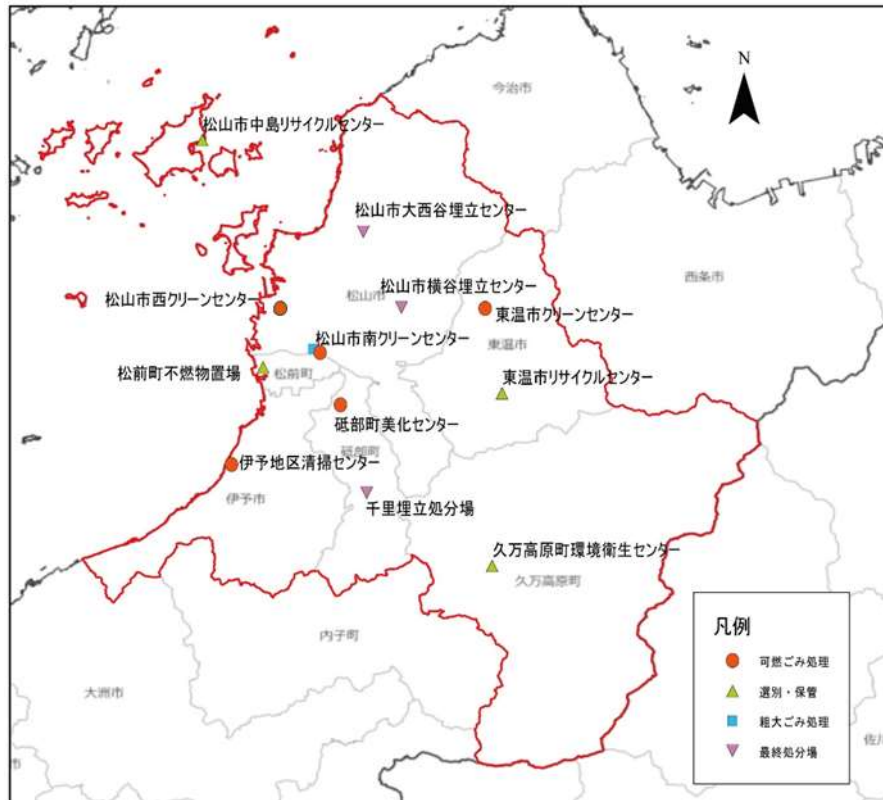 N
今治市
松山市中島リサイクルセンター
松山市大西谷埋立センター
西条市
松山市横谷埋立センター
松山市
松山市西クリーンセンター
東温市クリーンセンター
松山市南クリーンセンター
東温市
松前町不燃物置場
松前町
東温市リサイクルセンター
砥部町美化センター
砥部町
伊予地区清掃センター
伊予市
千里埋立処分場
久万高原町環境衛生センター
久万高原町
内子町
大洲市
市
佐川
凡例
可燃ごみ処理
選別・保管
粗大ごみ処理
最終処分場